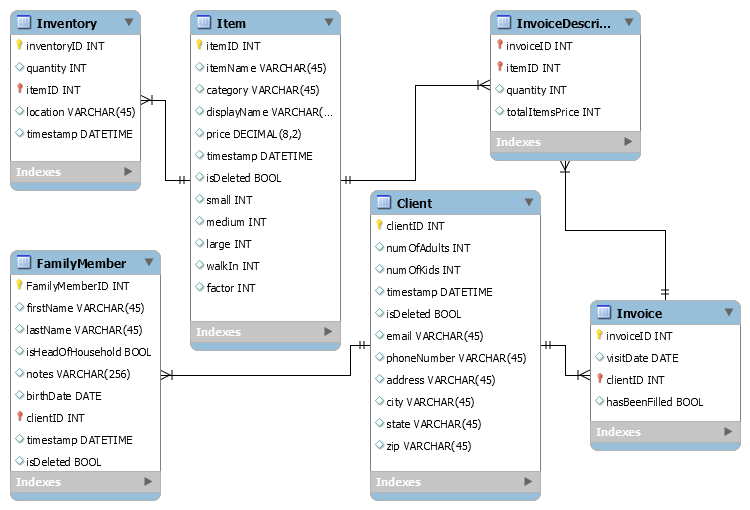 Inventory
inventoryID INT
quantity INT
itemID INT
location VARCHAR(45)
timestamp DATETIME
Indexes
Item
itemID INT
itemName VARCHAR(45)
category VARCHAR(45)
displayName VARCHAR(...
price DECIMAL(8,2)
timestamp DATETIME
isDeleted BOOL
small INT
medium INT
large INT
walkIn INT
factor INT
Indexes
InvoiceDescri...
invoiceID INT
itemID INT
quantity INT
totalItemsPrice INT
Indexes
Client
clientID INT
numOfAdults INT
numOfKids INT
timestamp DATETIME
isDeleted BOOL
email VARCHAR(45)
phoneNumber VARCHAR(45)
address VARCHAR(45)
city VARCHAR(45)
state VARCHAR(45)
zip VARCHAR(45)
Indexes
FamilyMember
FamilyMemberID INT
firstName VARCHAR(45)
lastName VARCHAR(45)
isHeadOfHousehold BOOL
notes VARCHAR(256)
birthDate DATE
clientID INT
timestamp DATETIME
isDeleted BOOL
Indexes
Invoice
invoiceID INT
visitDate DATE
clientID INT
hasBeenFilled BOOL
Indexes